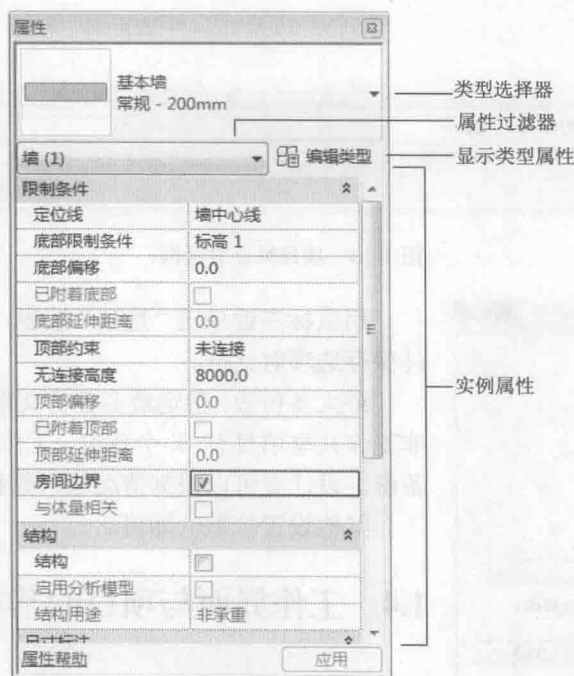 属性
基本墙
常规 - 200mm
类型选择器
属性过滤器
墙 (1)
编辑类型
显示类型属性
限制条件
定位线 墙中心线
底部限制条件 标高 1
底部偏移 0.0
已附着底部
底部延伸距离 0.0
顶部约束 未连接
无连接高度 8000.0
顶部偏移 0.0
已附着顶部
顶部延伸距离 0.0
房间边界
与体量相关
实例属性
结构
结构
启用分析模型
结构用途 非承重
尺寸标注
属性帮助 应用